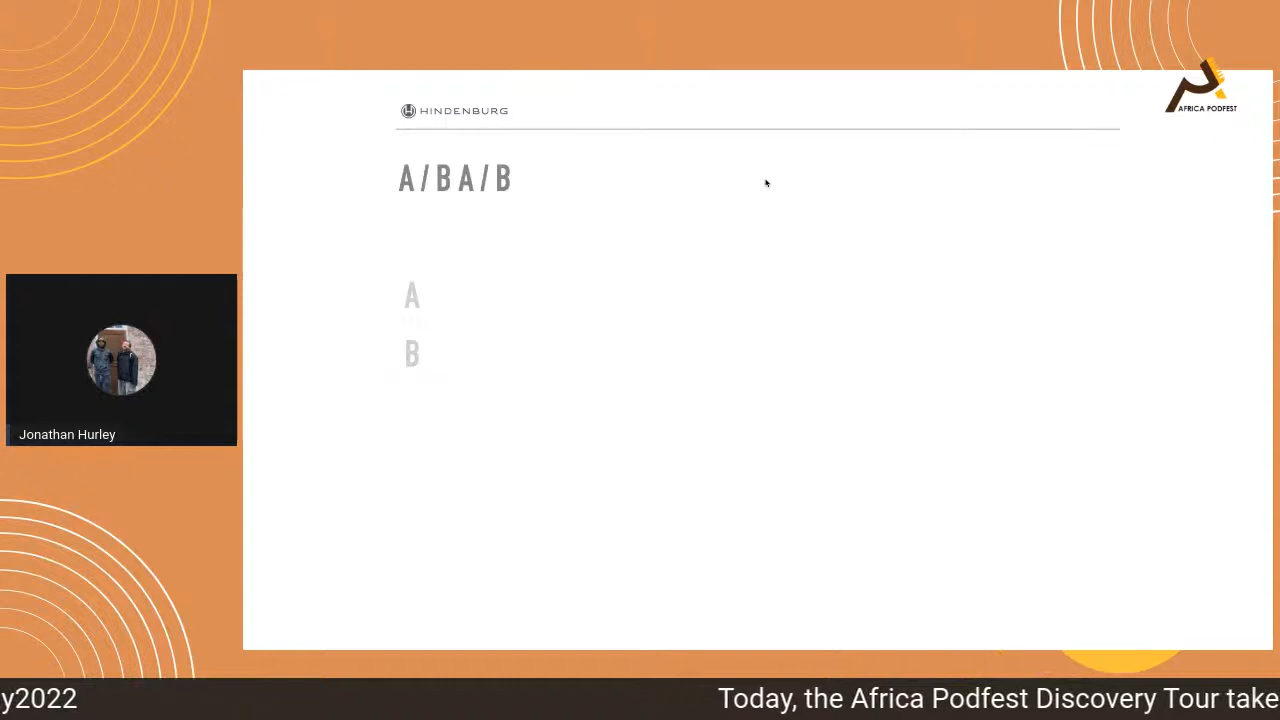 HINDENBURG
AFRICA PODFEST
A/B A/B
A
B
Jonathan Hurley
y2022 Today, the Africa Podfest Discovery Tour take